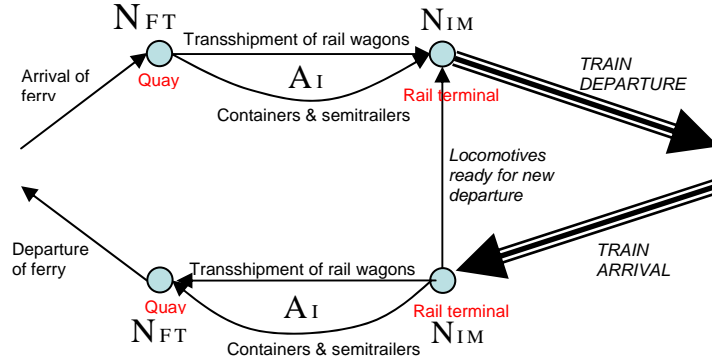 NFT
NIM
Transshipment of rail wagons
Arrival of
ferry
Quay
AI
Containers & semitrailers
Rail terminal
TRAIN
DEPARTURE
Locomotives
ready for new
departure
Departure
of ferry
Transshipment of rail wagons
TRAIN
ARRIVAL
Quay
AI
Rail terminal
NFT
NIM
Containers & semitrailers